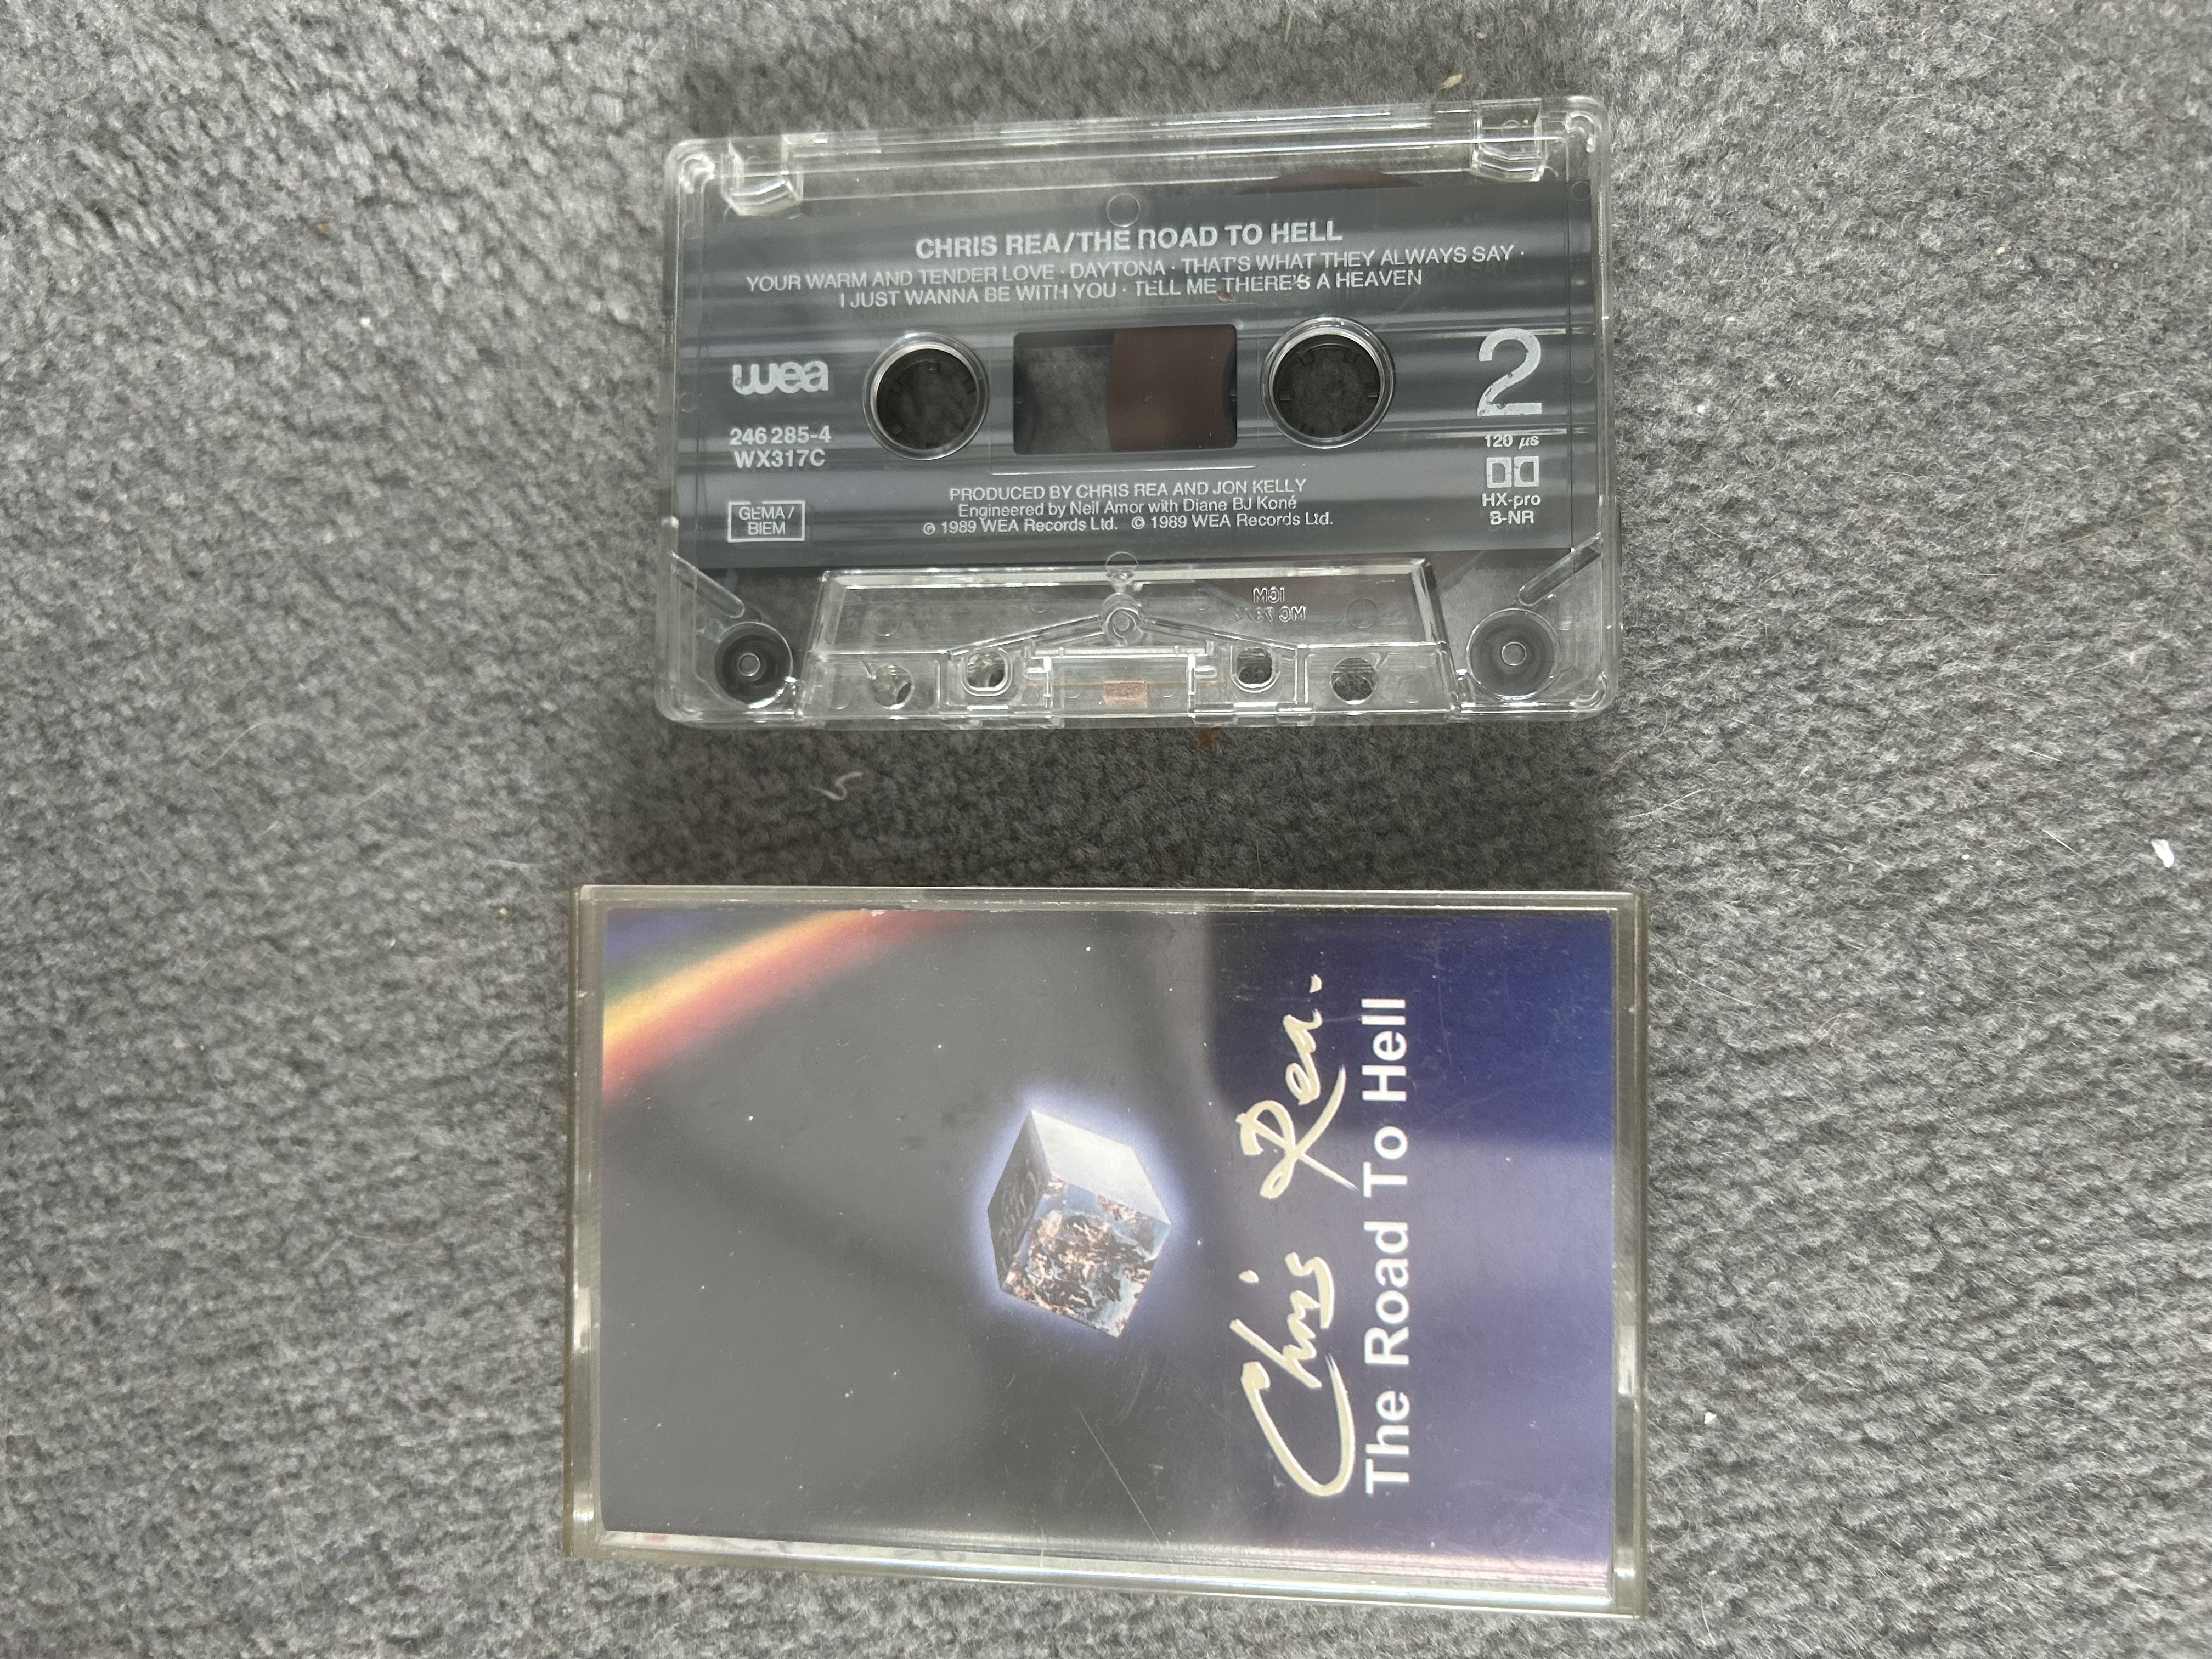 CHRIS REA/THE ROAD TO HELL
YOUR WARM AND TENDER LOVE · DAYTONA · THAT'S WHAT THEY ALWAYS SAY ·
I JUST WANNA BE WITH YOU · TELL ME THERE'S A HEAVEN
wea
2
246 285-4
WX317C
120 µs
HX-pro
B-NR
GEMA/
BIEM
PRODUCED BY CHRIS REA AND JON KELLY
Engineered by Neil Amor with Diane BJ Koné
℗ 1989 WEA Records Ltd. © 1989 WEA Records Ltd.
ICM
Chris Rea.
The Road To Hell